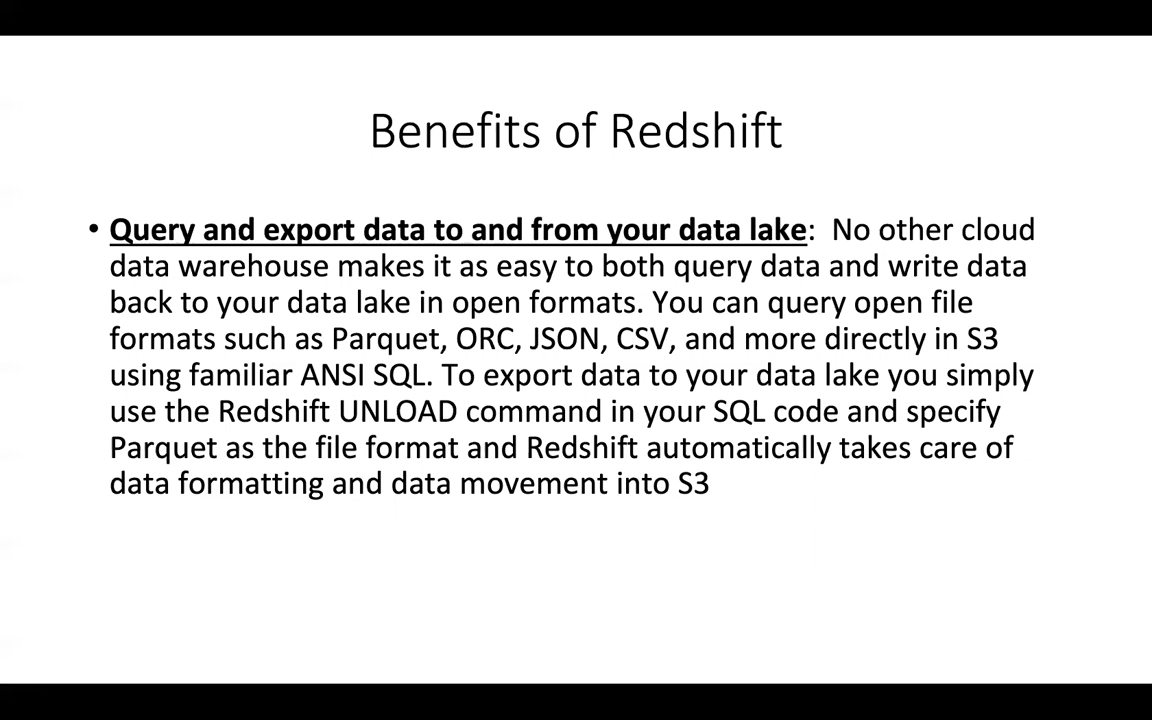 Benefits of Redshift
• Query and export data to and from your data lake:  No other cloud
data warehouse makes it as easy to both query data and write data
back to your data lake in open formats. You can query open file
formats such as Parquet, ORC, JSON, CSV, and more directly in S3
using familiar ANSI SQL. To export data to your data lake you simply
use the Redshift UNLOAD command in your SQL code and specify
Parquet as the file format and Redshift automatically takes care of
data formatting and data movement into S3